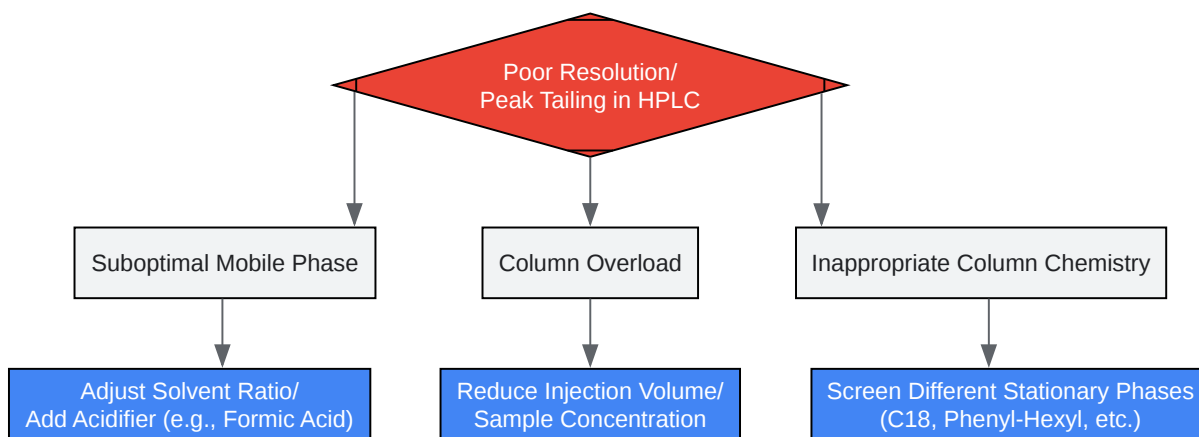 Poor Resolution/
Peak Tailing in HPLC
Suboptimal Mobile Phase
Column Overload
Inappropriate Column Chemistry
Adjust Solvent Ratio/
Add Acidifier (e.g., Formic Acid)
Reduce Injection Volume/
Sample Concentration
Screen Different Stationary Phases
(C18, Phenyl-Hexyl, etc.)